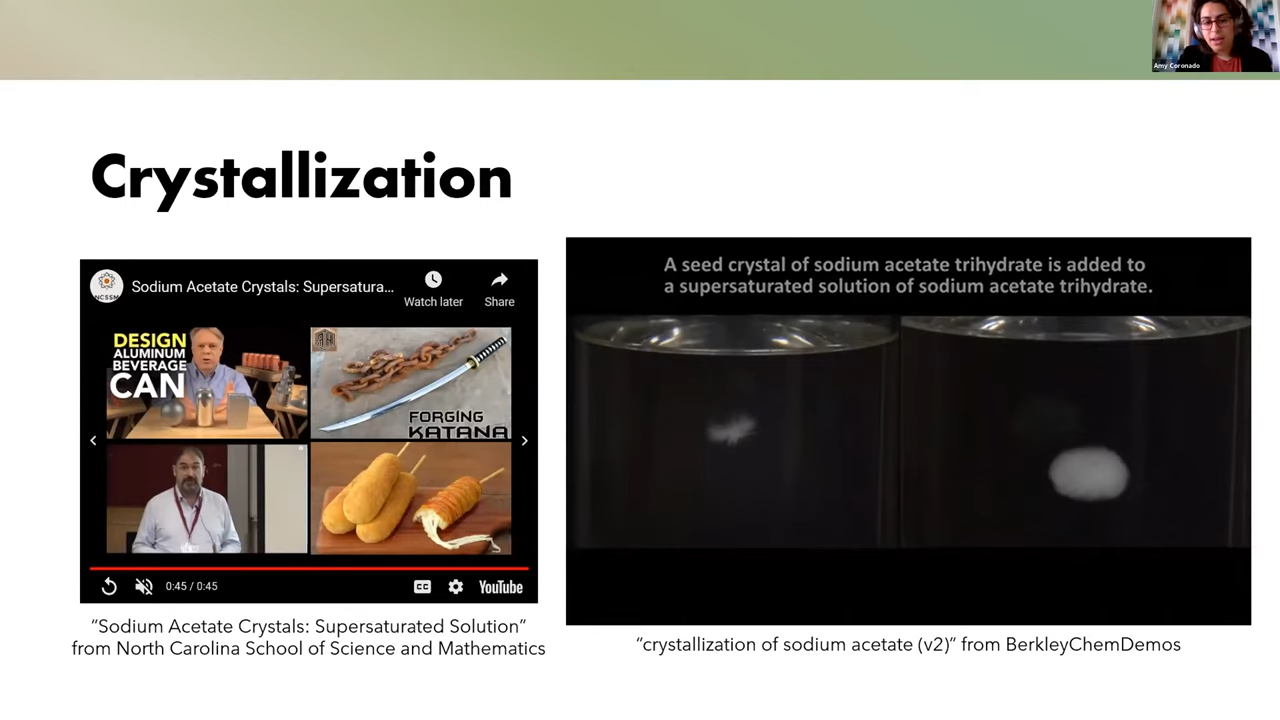 Amy Coronado
Crystallization
NCSSM
Sodium Acetate Crystals: Supersatura...
Watch later
Share
DESIGN
ALUMINUM
BEVERAGE
CAN
FORGING
KATANA
0:45 / 0:45
CC
YouTube
“Sodium Acetate Crystals: Supersaturated Solution”
from North Carolina School of Science and Mathematics
A seed crystal of sodium acetate trihydrate is added to
a supersaturated solution of sodium acetate trihydrate.
“crystallization of sodium acetate (v2)” from BerkleyChemDemos